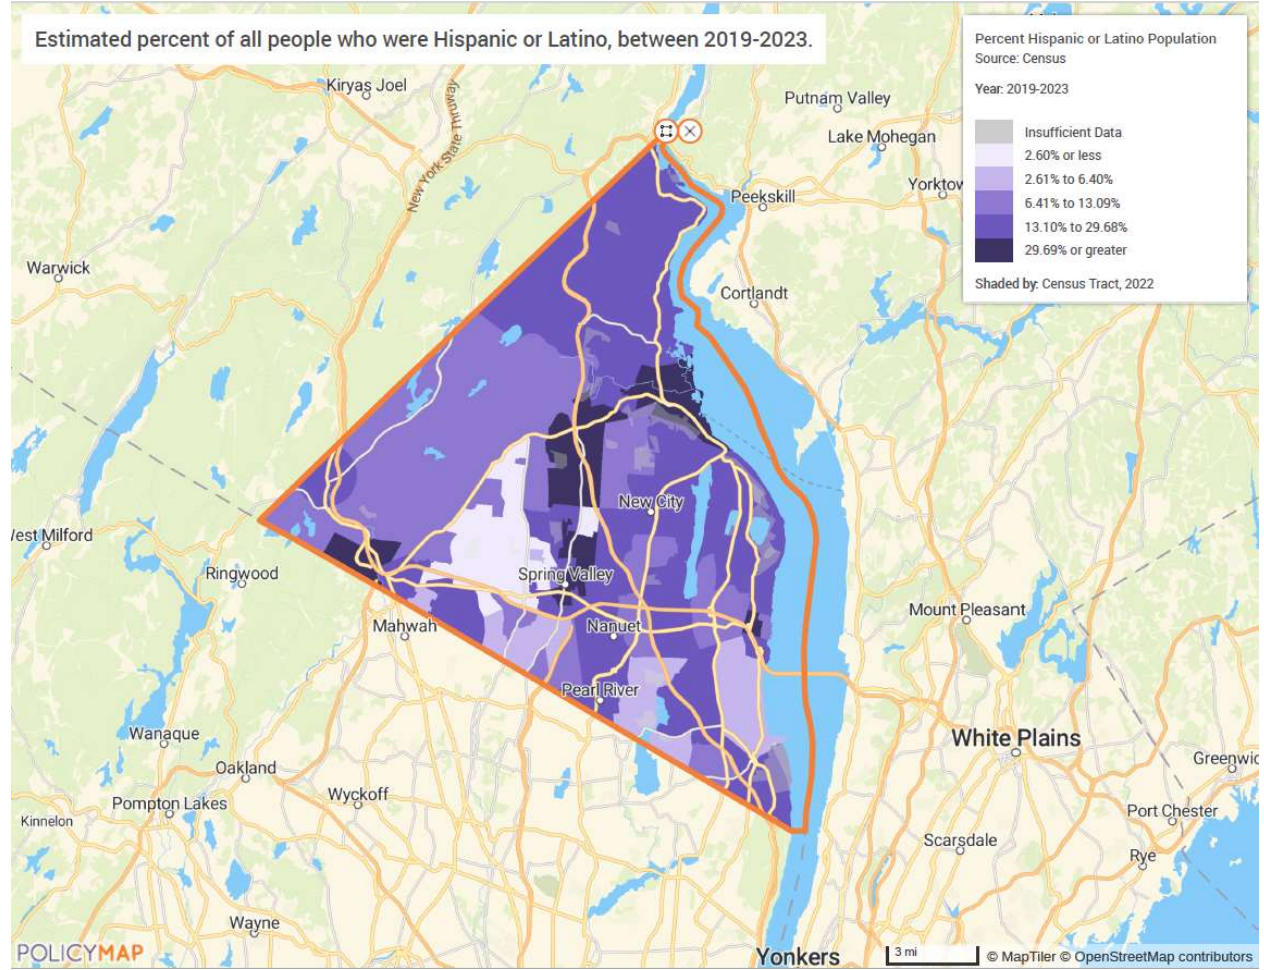 Estimated percent of all people who were Hispanic or Latino, between 2019-2023.
Percent Hispanic or Latino Population
Source: Census
Year: 2019-2023
Insufficient Data
2.60% or less
2.61% to 6.40%
6.41% to 13.09%
13.10% to 29.68%
29.69% or greater
Shaded by: Census Tract, 2022
Kiryas Joel
New York State Thruway
Putnam Valley
Lake Mohegan
Yorktow
Peekskill
Warwick
Cortlandt
New City
West Milford
Ringwood
Spring Valley
Mahwah
Nanuet
Mount Pleasant
Pearl River
Wanaque
White Plains
Oakland
Greenwic
Pompton Lakes
Wyckoff
Kinnelon
Port Chester
Scarsdale
Rye
Wayne
POLICYMAP
Yonkers
3 mi
© MapTiler © OpenStreetMap contributors